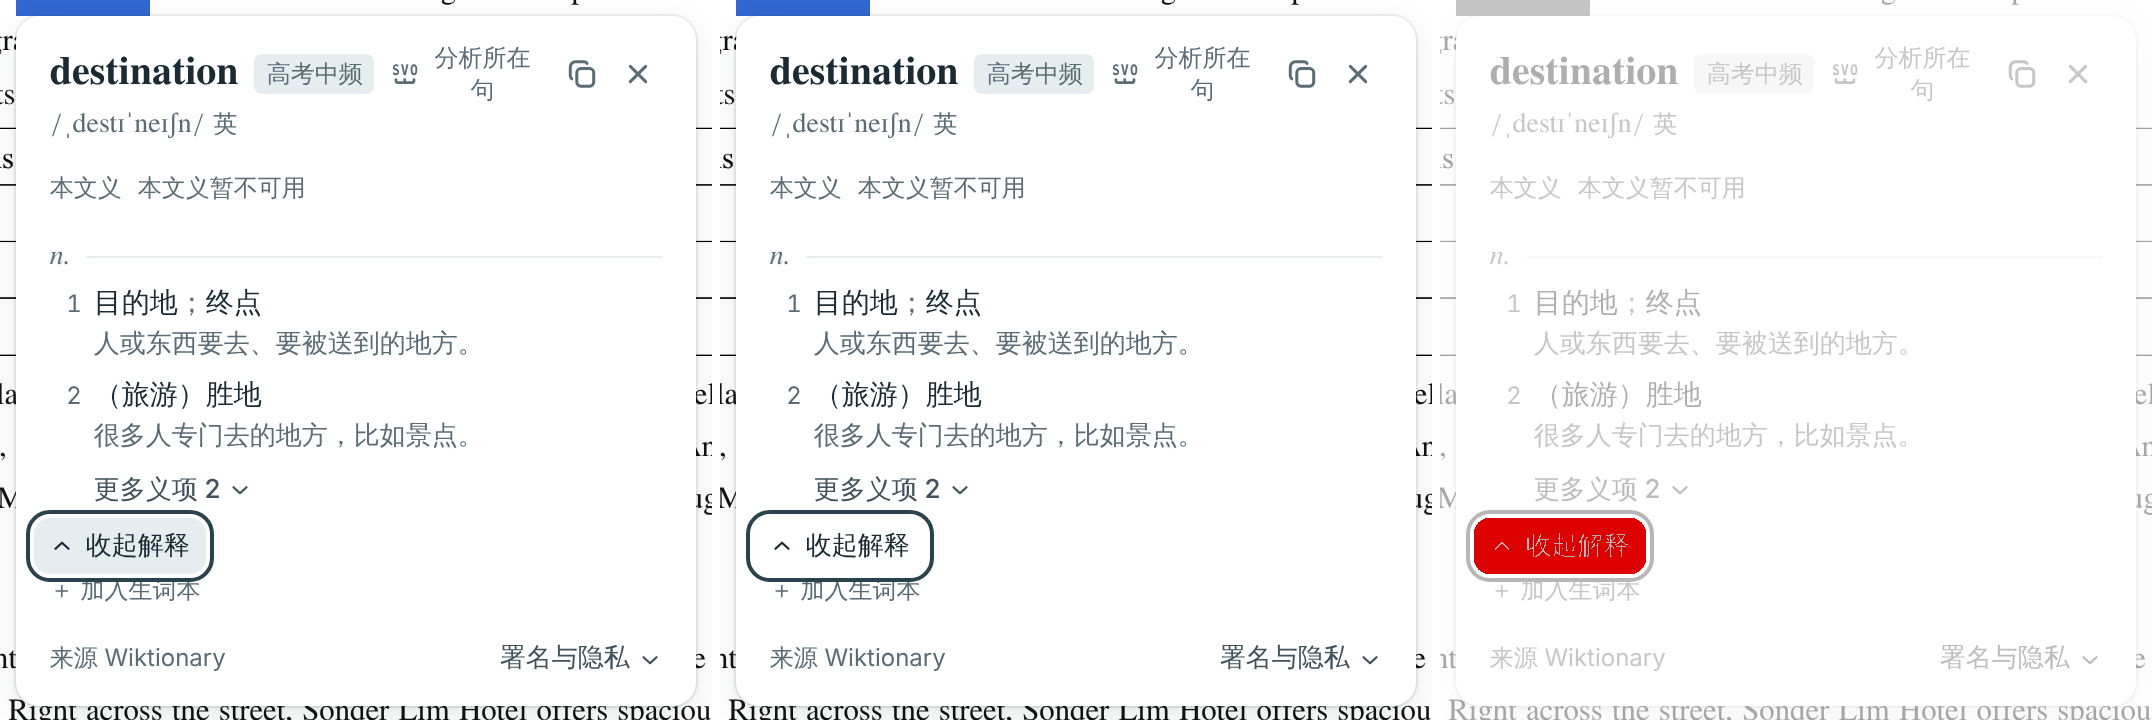 destination 高考中频 SVO 分析所在句
/ˌdestɪˈneɪʃn/ 英
本文义 本文义暂不可用
n.
1 目的地；终点
人或东西要去、要被送到的地方。
2 （旅游）胜地
很多人专门去的地方，比如景点。
更多义项 2
收起解释
+ 加入生词本
来源 Wiktionary 署名与隐私
Right across the street, Sonder Lim Hotel offers spaciou
destination 高考中频 SVO 分析所在句
/ˌdestɪˈneɪʃn/ 英
本文义 本文义暂不可用
n.
1 目的地；终点
人或东西要去、要被送到的地方。
2 （旅游）胜地
很多人专门去的地方，比如景点。
更多义项 2
收起解释
+ 加入生词本
来源 Wiktionary 署名与隐私
Right across the street, Sonder Lim Hotel offers spaciou
destination 高考中频 SVO 分析所在句
/ˌdestɪˈneɪʃn/ 英
本文义 本文义暂不可用
n.
1 目的地；终点
人或东西要去、要被送到的地方。
2 （旅游）胜地
很多人专门去的地方，比如景点。
更多义项 2
收起解释
+ 加入生词本
来源 Wiktionary 署名与隐私
Right across the street, Sonder Lim Hotel offers spaciou